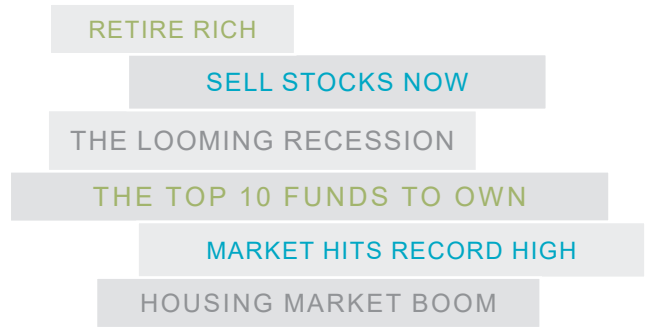 RETIRE RICH
SELL STOCKS NOW
THE LOOMING RECESSION
THE TOP 10 FUNDS TO OWN
MARKET HITS RECORD HIGH
HOUSING MARKET BOOM